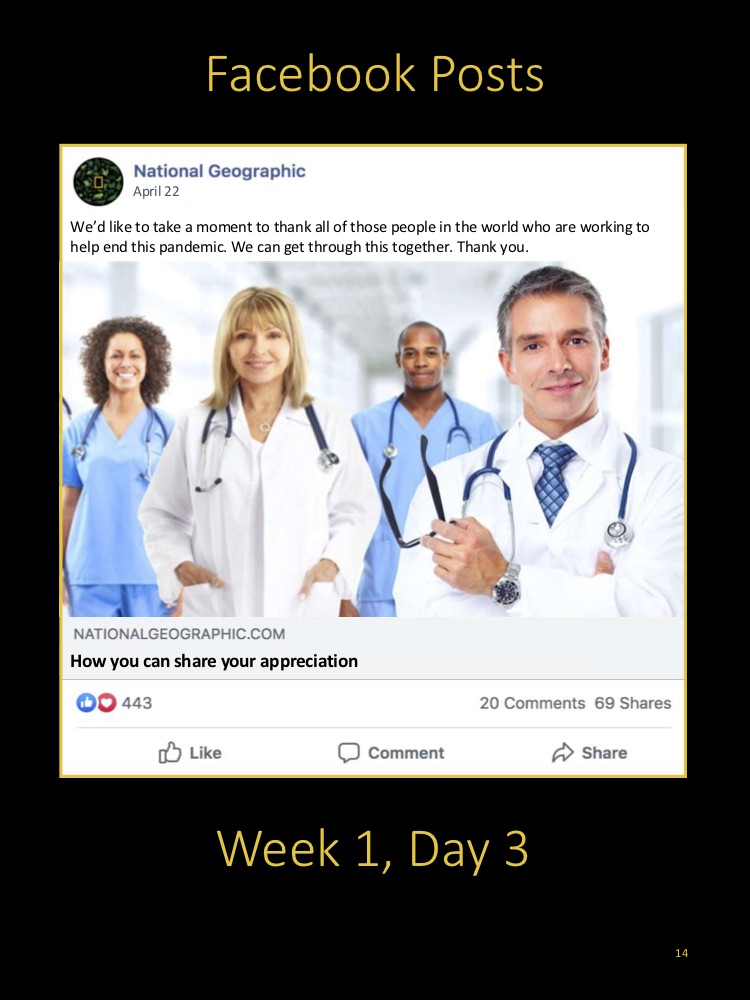 Facebook Posts
National Geographic
April 22
We’d like to take a moment to thank all of those people in the world who are working to
help end this pandemic. We can get through this together. Thank you.
NATIONALGEOGRAPHIC.COM
How you can share your appreciation
443 20 Comments 69 Shares
Like Comment Share
Week 1, Day 3
14